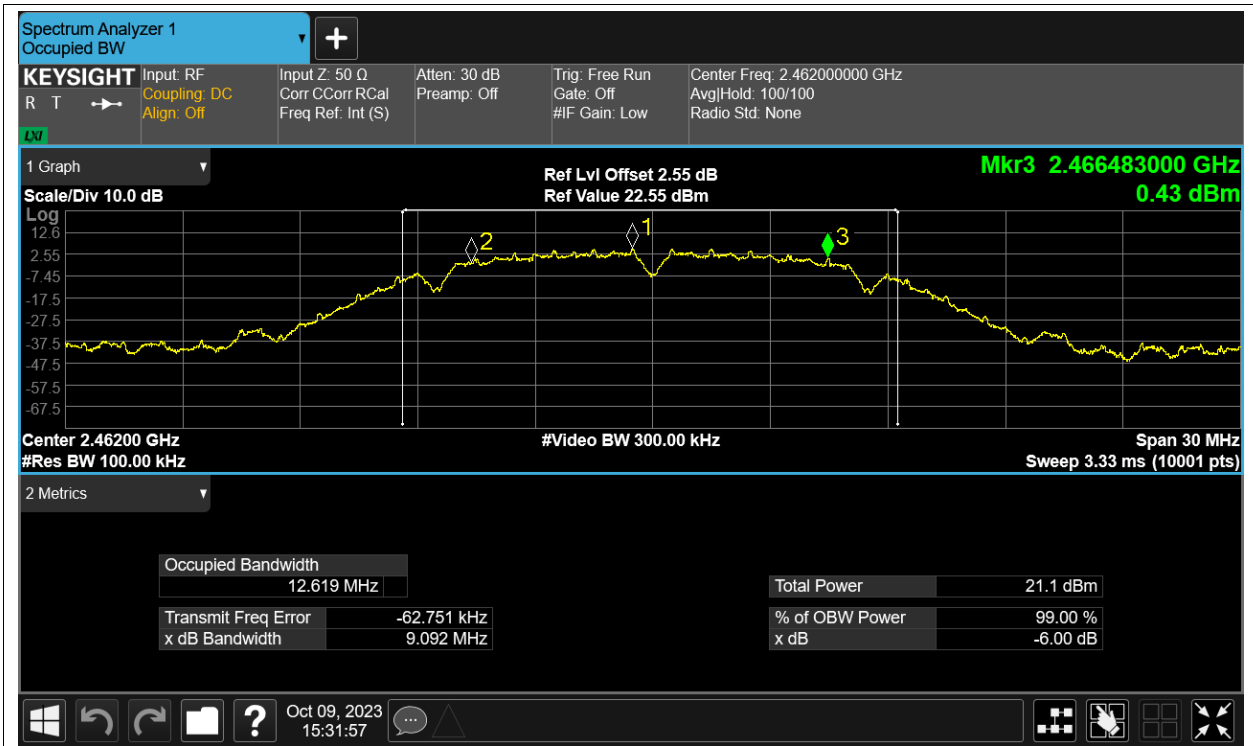 Spectrum Analyzer 1
Occupied BW
KEYSIGHT
R T
LXI
Input: RF
Coupling: DC
Align: Off
Input Z: 50 Ω
Corr CCorr RCal
Freq Ref: Int (S)
Atten: 30 dB
Preamp: Off
Trig: Free Run
Gate: Off
#IF Gain: Low
Center Freq: 2.462000000 GHz
Avg|Hold: 100/100
Radio Std: None
1 Graph
Scale/Div 10.0 dB
Ref Lvl Offset 2.55 dB
Ref Value 22.55 dBm
Mkr3 2.466483000 GHz
0.43 dBm
Log
12.6
2.55
-7.45
-17.5
-27.5
-37.5
-47.5
-57.5
-67.5
2
1
3
Center 2.46200 GHz
#Video BW 300.00 kHz
Span 30 MHz
#Res BW 100.00 kHz
Sweep 3.33 ms (10001 pts)
2 Metrics
Occupied Bandwidth
12.619 MHz
Total Power 21.1 dBm
Transmit Freq Error -62.751 kHz
% of OBW Power 99.00 %
x dB Bandwidth 9.092 MHz
x dB -6.00 dB
?
Oct 09, 2023
15:31:57